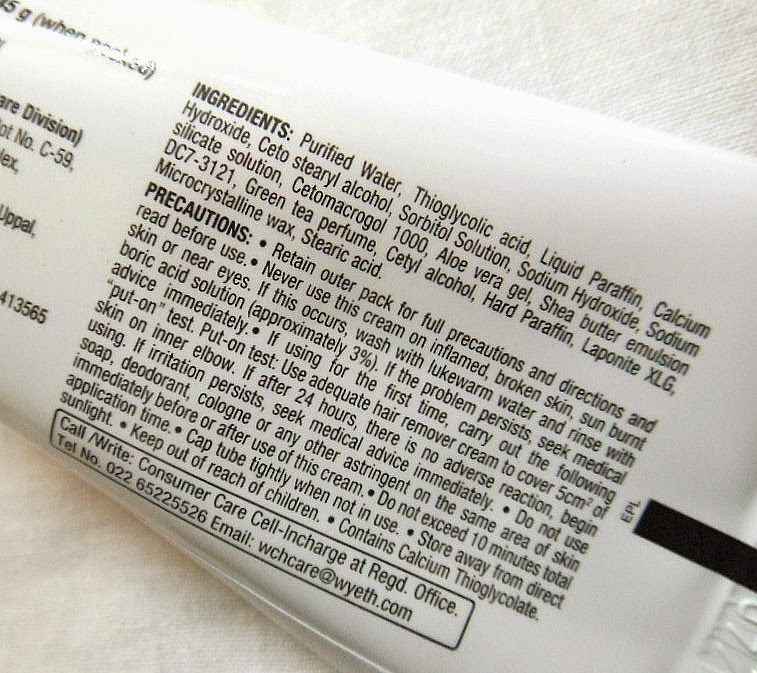 45 g (when packed)
are Division)
ot No. C-59,
lex,
Uppal,
413565
INGREDIENTS: Purified Water, Thioglycolic acid, Liquid Paraffin, Calcium
Hydroxide, Ceto stearyl alcohol, Sorbitol Solution, Sodium Hydroxide, Sodium
silicate solution, Cetomacrogol 1000, Aloe vera gel, Shea butter emulsion
DC7-3121, Green tea perfume, Cetyl alcohol, Hard Paraffin, Laponite XLG,
Microcrystalline wax, Stearic acid.
PRECAUTIONS: • Retain outer pack for full precautions and directions and
read before use. • Never use this cream on inflamed, broken skin, sun burnt
skin or near eyes. If this occurs, wash with lukewarm water and rinse with
boric acid solution (approximately 3%). If the problem persists, seek medical
advice immediately. • If using for the first time, carry out the following
"put-on" test. Put-on test: Use adequate hair remover cream to cover 5cm² of
skin on inner elbow. If after 24 hours, there is no adverse reaction, begin
using. If irritation persists, seek medical advice immediately. • Do not use
soap, deodorant, cologne or any other astringent on the same area of skin
immediately before or after use of this cream. • Do not exceed 10 minutes total
application time. • Cap tube tightly when not in use. • Store away from direct
sunlight. • Keep out of reach of children. • Contains Calcium Thioglycolate.
Call /Write: Consumer Care Cell-Incharge at Regd. Office.
Tel No. 022 65225526 Email: wchcare@wyeth.com
EPL